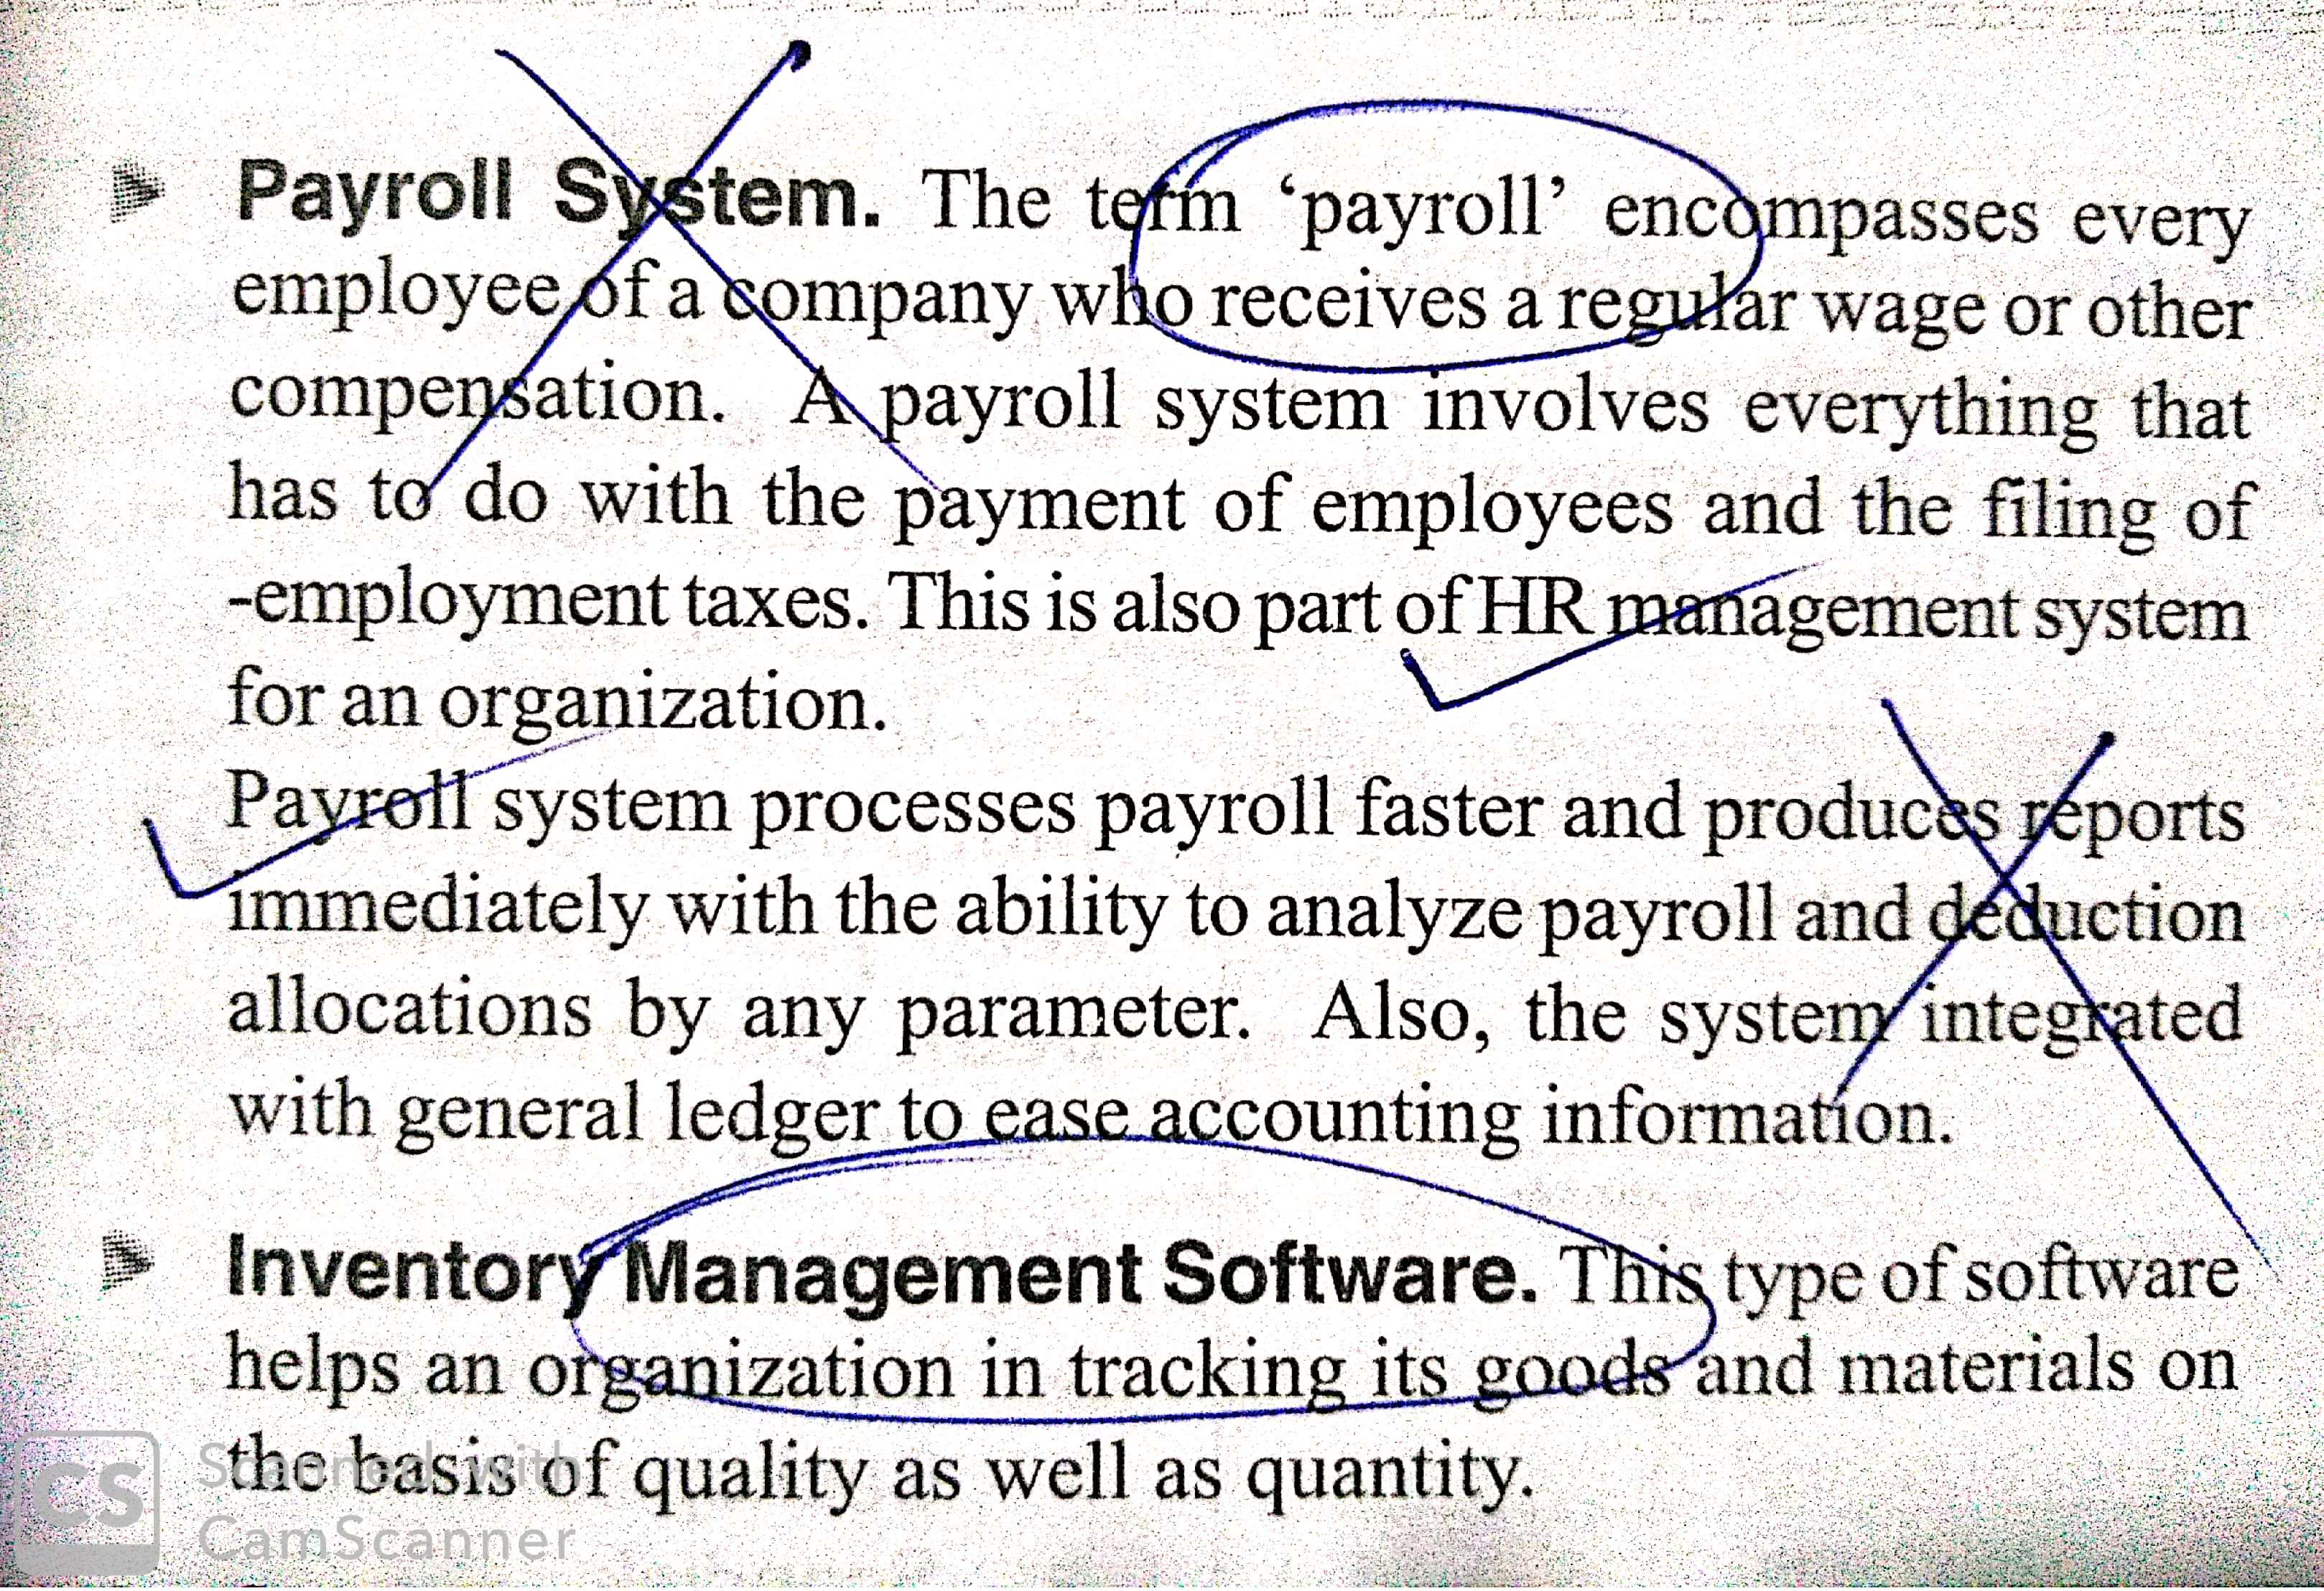 Payroll System. The term ‘payroll’ encompasses every
employee of a company who receives a regular wage or other
compensation. A payroll system involves everything that
has to do with the payment of employees and the filing of
-employment taxes. This is also part of HR management system
for an organization.
Payroll system processes payroll faster and produces reports
immediately with the ability to analyze payroll and deduction
allocations by any parameter. Also, the system integrated
with general ledger to ease accounting information.
Inventory Management Software. This type of software
helps an organization in tracking its goods and materials on
the basis of quality as well as quantity.
CS Scanned with
CamScanner